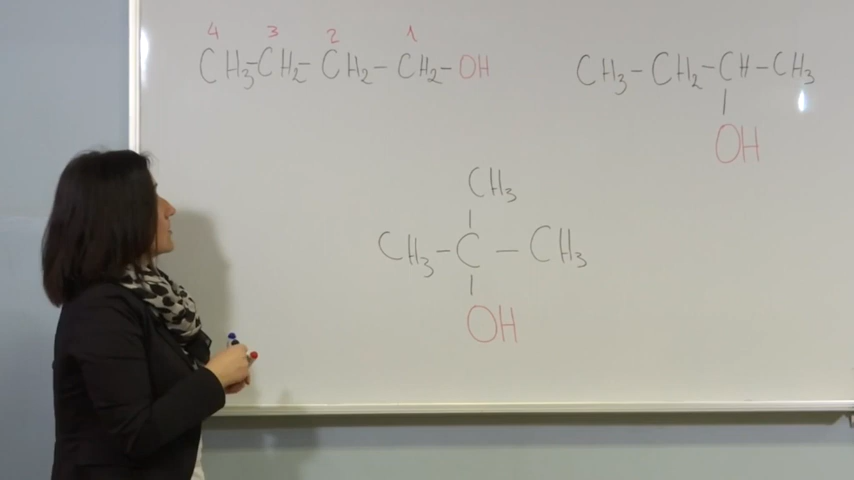 4 3 2 1
CH3-CH2-CH2-CH2-OH
CH3-CH2-CH-CH3
|
OH
CH3
|
CH3-C-CH3
|
OH